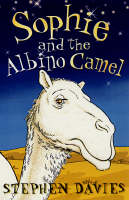 Sophie
and the
Albino Camel
STEPHEN DAVIES